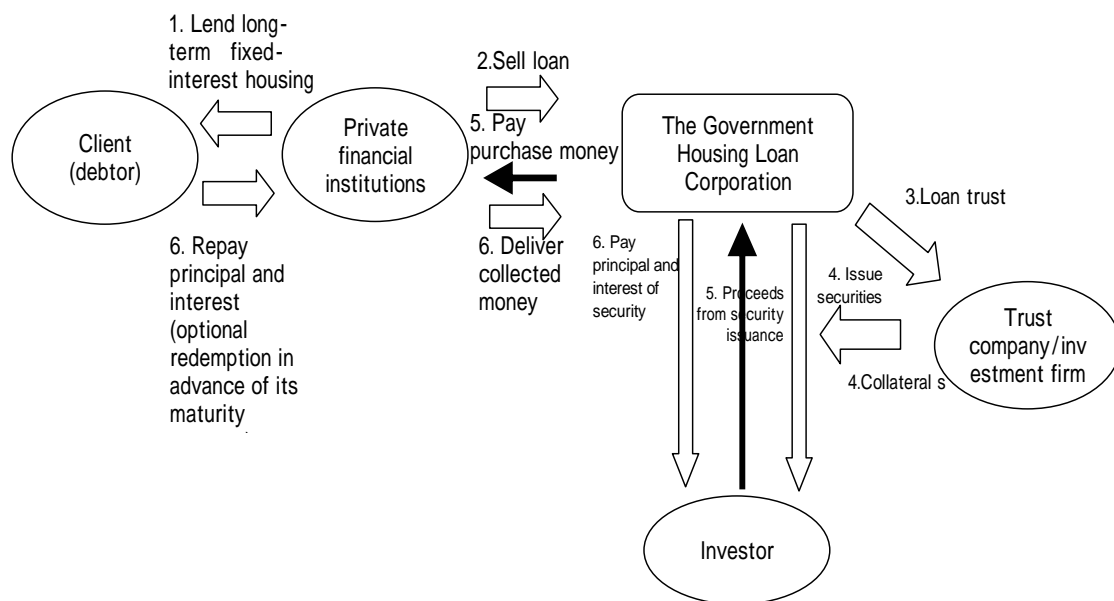 1. Lend long-
term fixed-
interest housing
2.Sell loan
Client
(debtor)
Private
financial
institutions
5. Pay
purchase money
The Government
Housing Loan
Corporation
3.Loan trust
6. Repay
principal and
interest
(optional
redemption in
advance of its
maturity
6. Deliver
collected
money
6. Pay
principal and
interest of
security
5. Proceeds
from security
issuance
4. Issue
securities
4.Collateral s
Trust
company/inv
estment firm
Investor